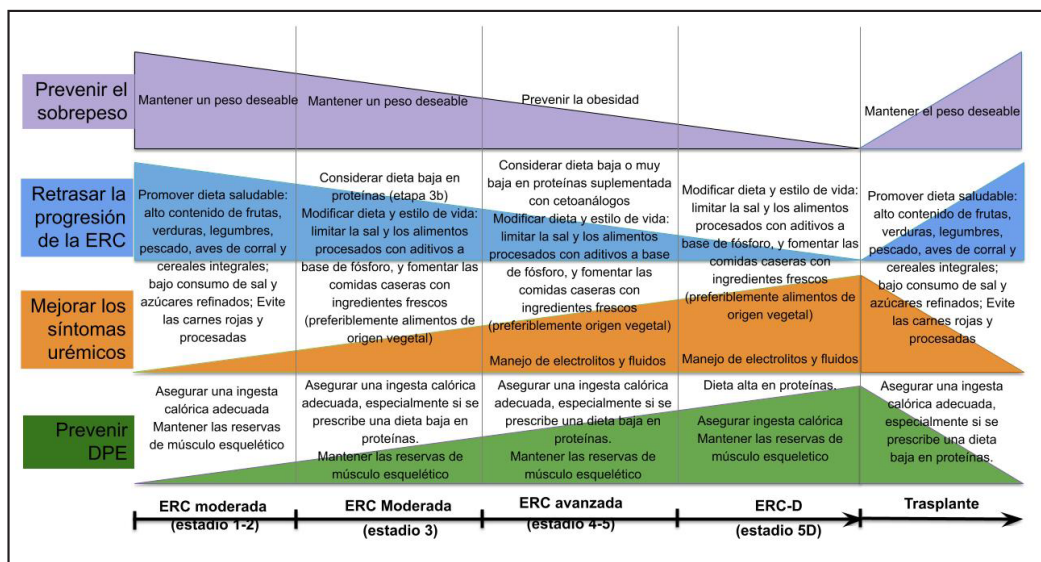 Prevenir el
sobrepeso
Mantener un peso deseable
Mantener un peso deseable
Prevenir la obesidad
Mantener el peso deseable
Retrasar la
progresión
de la ERC
Promover dieta saludable:
alto contenido de frutas,
verduras, legumbres,
pescado, aves de corral y
cereales integrales;
bajo consumo de sal y
azúcares refinados; Evite
las carnes rojas y
procesadas
Considerar dieta baja en
proteínas (etapa 3b)
Modificar dieta y estilo de vida:
limitar la sal y los alimentos
procesados con aditivos a
base de fósforo, y fomentar las
comidas caseras con
ingredientes frescos
(preferiblemente alimentos de
origen vegetal)
Considerar dieta baja o muy
baja en proteínas suplementada
con cetoanálogos
Modificar dieta y estilo de vida:
limitar la sal y los alimentos
procesados con aditivos a base
de fósforo, y fomentar las
comidas caseras con
ingredientes frescos
(preferiblemente origen vegetal)
Manejo de electrolitos y fluidos
Modificar dieta y estilo de vida:
limitar la sal y los alimentos
procesados con aditivos a
base de fósforo, y fomentar las
comidas caseras con
ingredientes frescos
(preferiblemente alimentos de
origen vegetal)
Manejo de electrolitos y fluidos
Promover dieta saludable:
alto contenido de frutas,
verduras, legumbres,
pescado, aves de corral y
cereales integrales;
bajo consumo de sal y
azúcares refinados; Evite
las carnes rojas y
procesadas
Mejorar los
síntomas
urémicos
Prevenir
DPE
Asegurar una ingesta
calórica adecuada
Mantener las reservas
de músculo esquelético
Asegurar una ingesta calórica
adecuada, especialmente si se
prescribe una dieta baja en
proteínas.
Mantener las reservas de
músculo esquelético
Asegurar una ingesta calórica
adecuada, especialmente si se
prescribe una dieta baja en
proteínas.
Mantener las reservas de
músculo esquelético
Dieta alta en proteínas.
Asegurar ingesta calórica
Mantener las reservas de
músculo esqueletico
Asegurar una ingesta
calórica adecuada,
especialmente si se
prescribe una dieta
baja en proteínas.
ERC moderada
(estadio 1-2)
ERC Moderada
(estadio 3)
ERC avanzada
(estadio 4-5)
ERC-D
(estadio 5D)
Trasplante